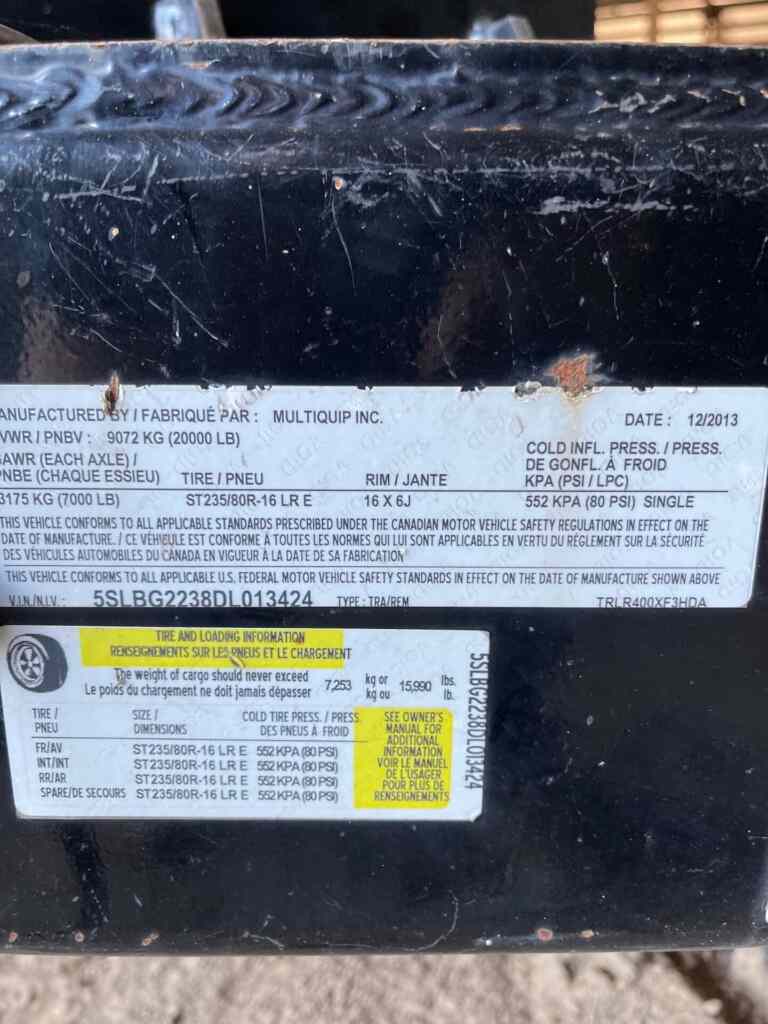 ANUFACTURED BY / FABRIQUÉ PAR : MULTIQUIP INC. DATE : 12/2013
VWR / PNBV : 9072 KG (20000 LB)
GAWR (EACH AXLE) / COLD INFL. PRESS. / PRESS.
PNBE (CHAQUE ESSIEU) TIRE / PNEU RIM / JANTE DE GONFL. À FROID
KPA (PSI / LPC)
3175 KG (7000 LB) ST235/80R-16 LR E 16 X 6J 552 KPA (80 PSI) SINGLE
THIS VEHICLE CONFORMS TO ALL APPLICABLE STANDARDS PRESCRIBED UNDER THE CANADIAN MOTOR VEHICLE SAFETY REGULATIONS IN EFFECT ON THE
DATE OF MANUFACTURE. / CE VÉHICULE EST CONFORME À TOUTES LES NORMES QUI LUI SONT APPLICABLES EN VERTU DU RÈGLEMENT SUR LA SÉCURITÉ
DES VÉHICULES AUTOMOBILES DU CANADA EN VIGUEUR À LA DATE DE SA FABRICATION
THIS VEHICLE CONFORMS TO ALL APPLICABLE U.S. FEDERAL MOTOR VEHICLE SAFETY STANDARDS IN EFFECT ON THE DATE OF MANUFACTURE SHOWN ABOVE
V.I.N./N.I.V. : 5SLBG2238DL013424 TYPE : TRA/REM TRLR400XF3HDA
TIRE AND LOADING INFORMATION
RENSEIGNEMENTS SUR LES PNEUS ET LE CHARGEMENT
The weight of cargo should never exceed 7,253 kg or 15,990 lbs.
Le poids du chargement ne doit jamais dépasser kg ou lb.
TIRE / SIZE / COLD TIRE PRESS. / PRESS.
PNEU DIMENSIONS DES PNEUS À FROID
FR/AV ST235/80R-16 LR E 552 KPA (80 PSI)
INT/INT ST235/80R-16 LR E 552 KPA (80 PSI)
RR/AR ST235/80R-16 LR E 552 KPA (80 PSI)
SPARE/DE SECOURS ST235/80R-16 LR E 552 KPA (80 PSI)
SEE OWNER'S
MANUAL FOR
ADDITIONAL
INFORMATION
VOIR LE MANUEL
DE L'USAGER
POUR PLUS DE
RENSEIGNEMENTS
5SLBG2238DL013424